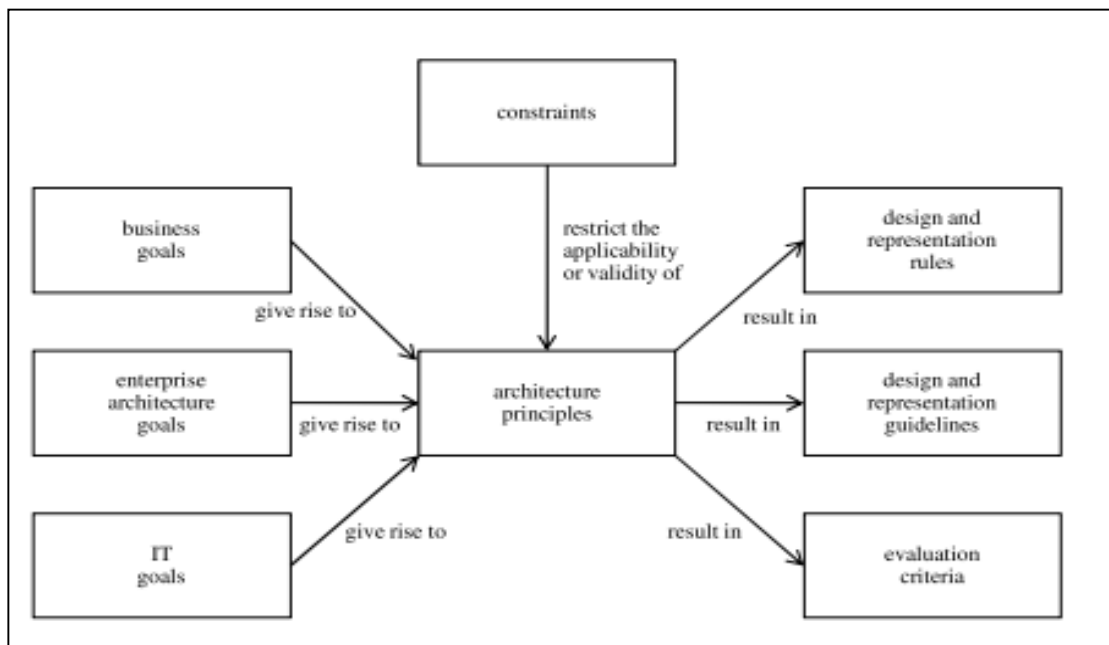 constraints
restrict the
applicability
or validity of
business
goals
give rise to
enterprise
architecture
goals
give rise to
IT
goals
give rise to
architecture
principles
result in
design and
representation
rules
result in
design and
representation
guidelines
result in
evaluation
criteria